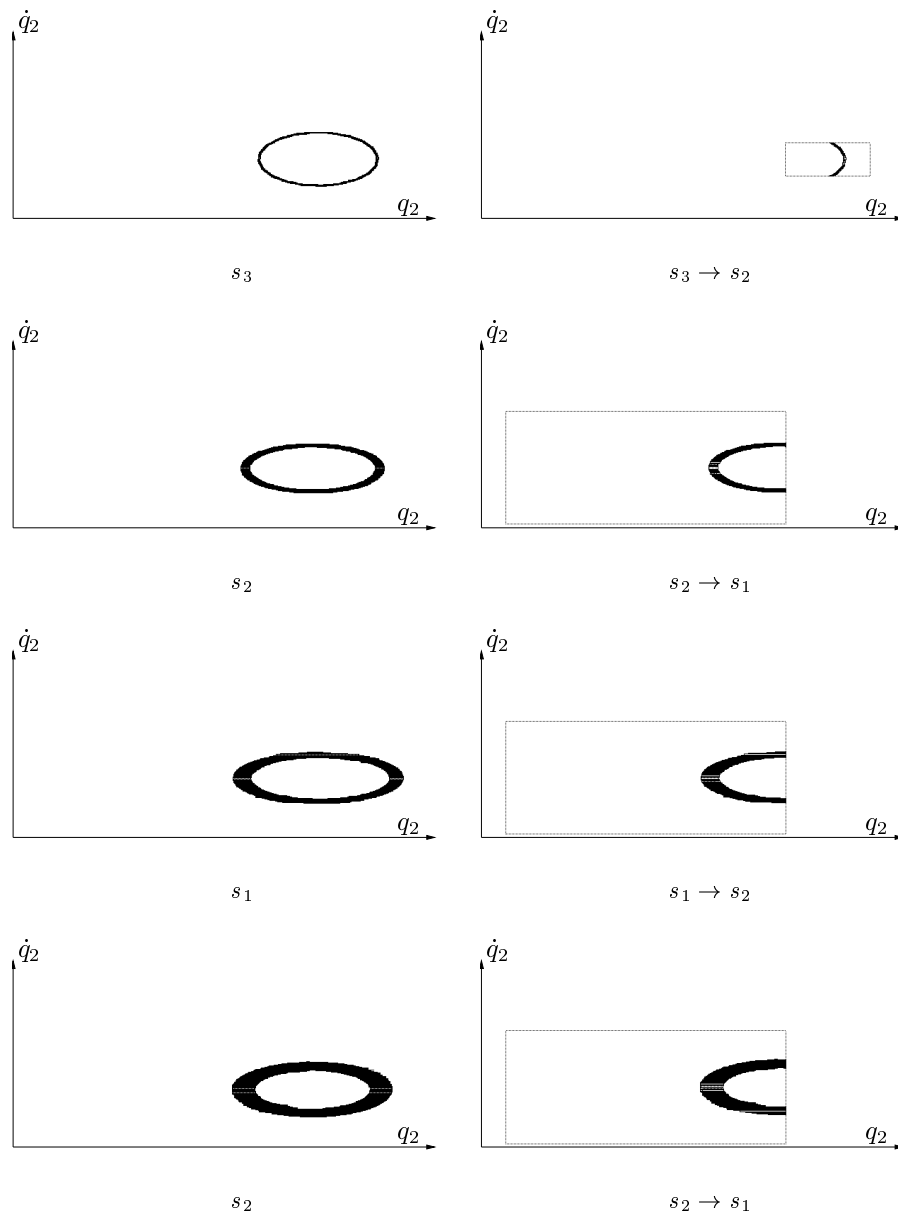 q̇₂ q̇₂
q₂ q₂
s₃ s₃ → s₂
q̇₂ q̇₂
q₂ q₂
s₂ s₂ → s₁
q̇₂ q̇₂
q₂ q₂
s₁ s₁ → s₂
q̇₂ q̇₂
q₂ q₂
s₂ s₂ → s₁